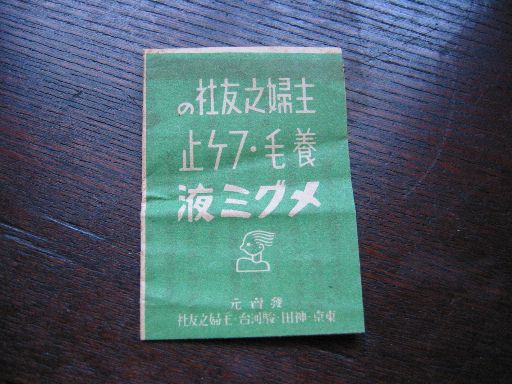 主婦之友社の
養毛・フケ止
メグミ液
發賣元
東京・神田・駿河台・主婦之友社